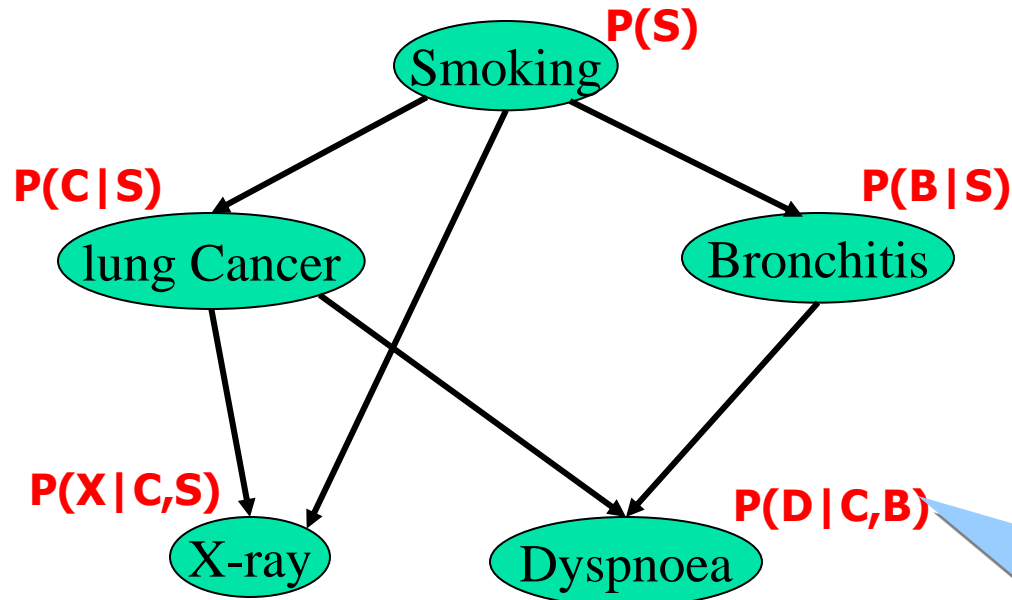 P(S)
Smoking
P(C|S)
P(B|S)
lung Cancer
Bronchitis
P(X|C,S)
P(D|C,B)
X-ray
Dyspnoea